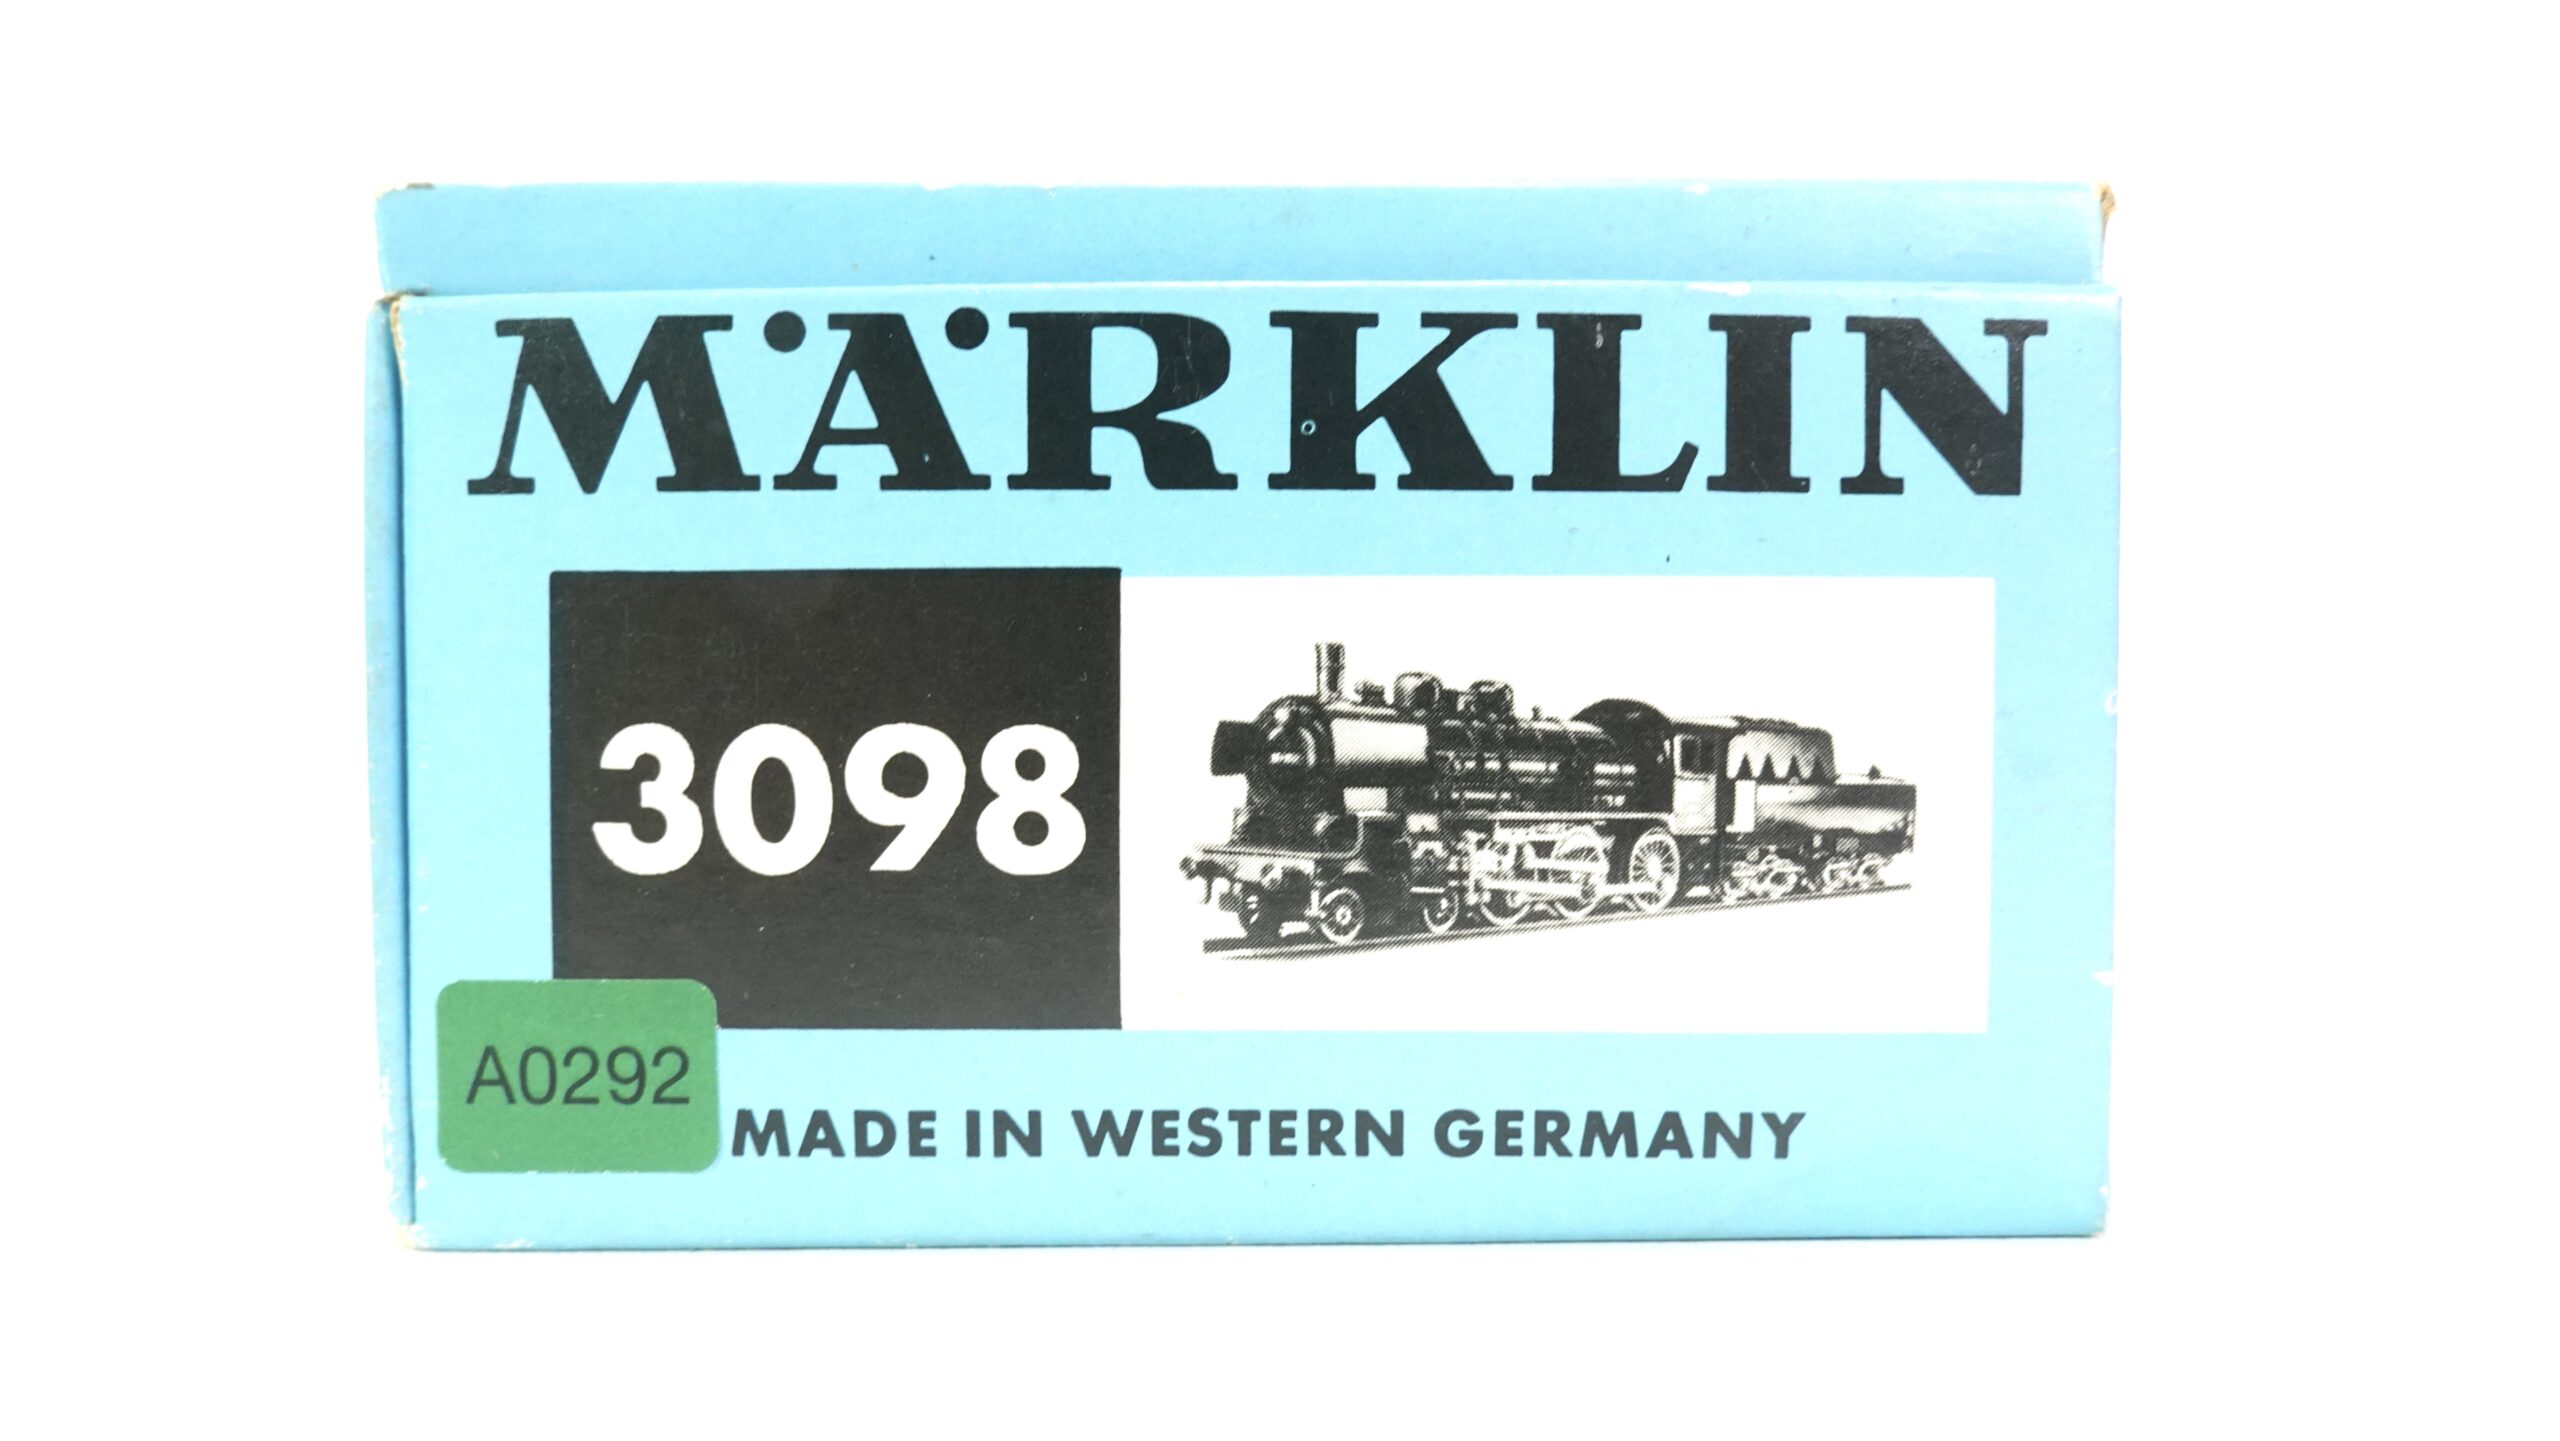 MÄRKLIN
3098
A0292
MADE IN WESTERN GERMANY